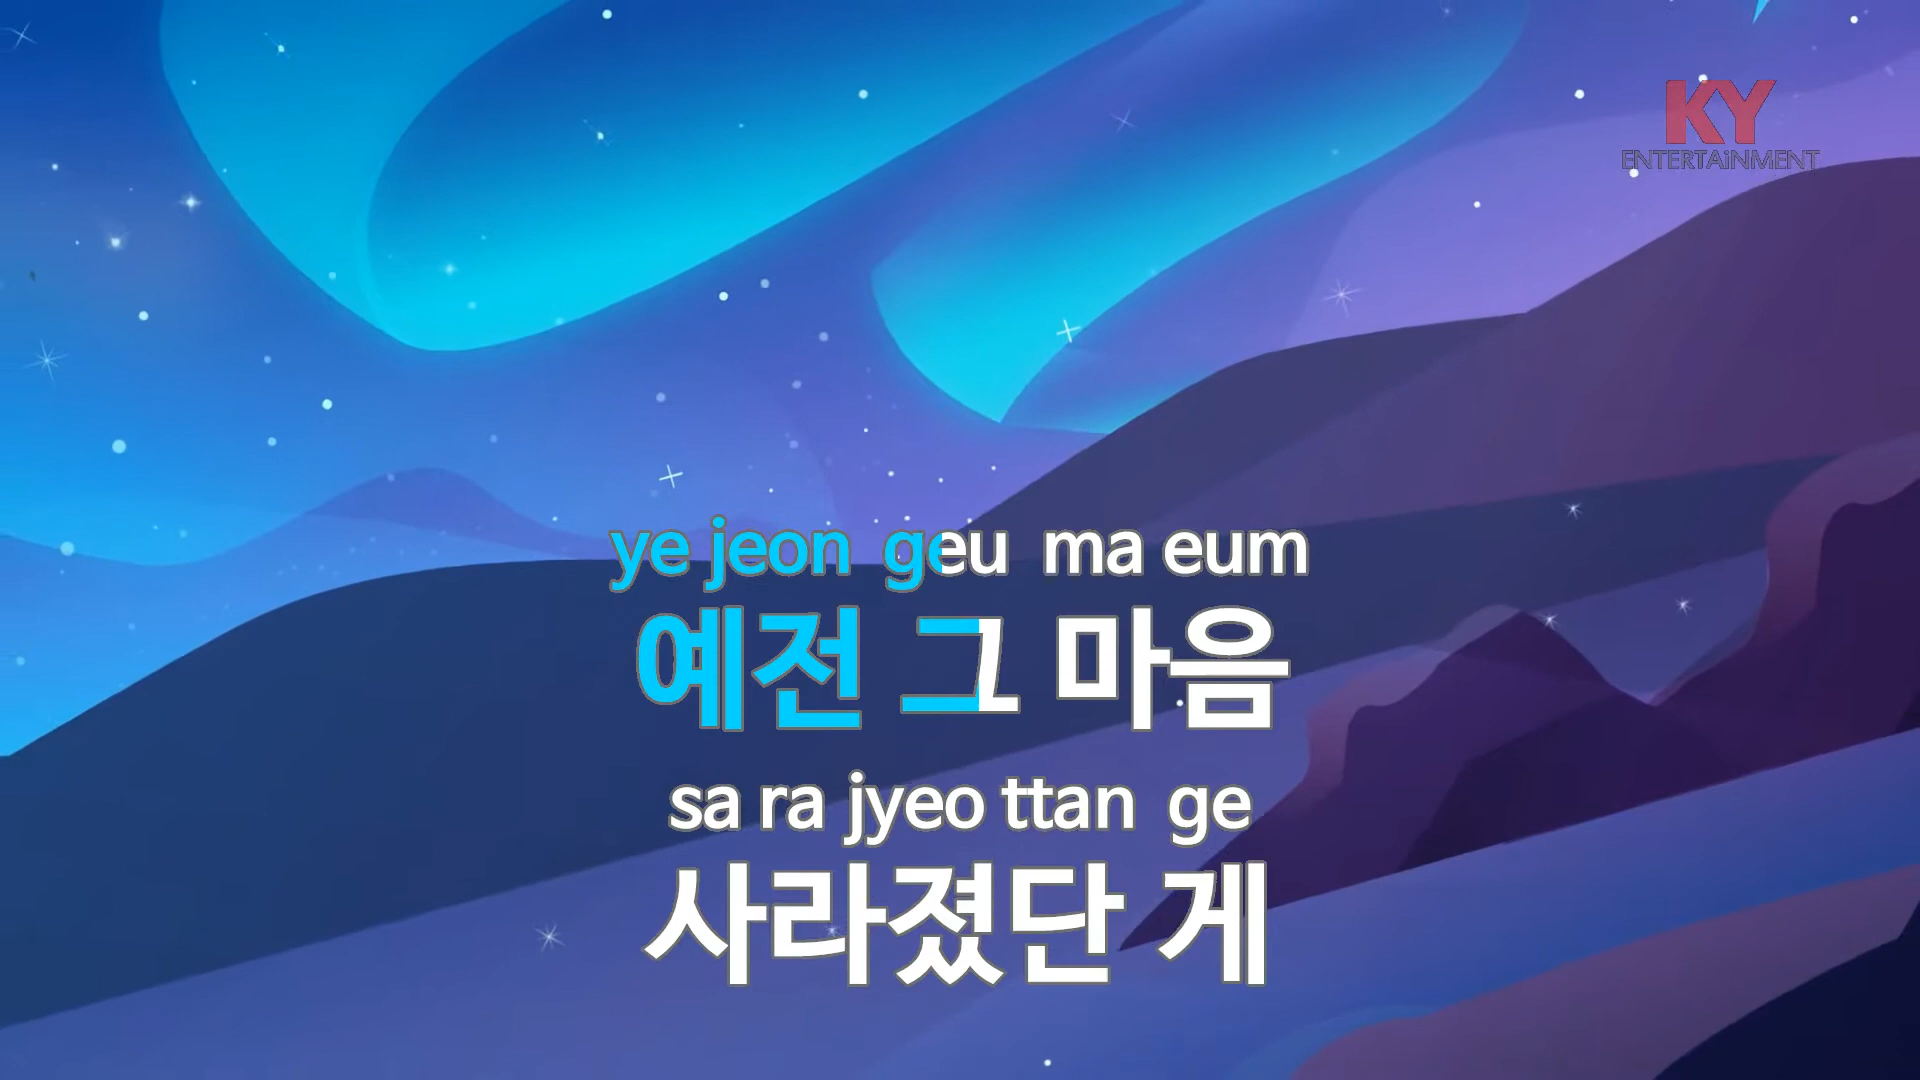 KY
ENTERTAiNMENT
ye jeon geu ma eum
예전 그 마음
sa ra jyeo ttan ge
사라졌단 게